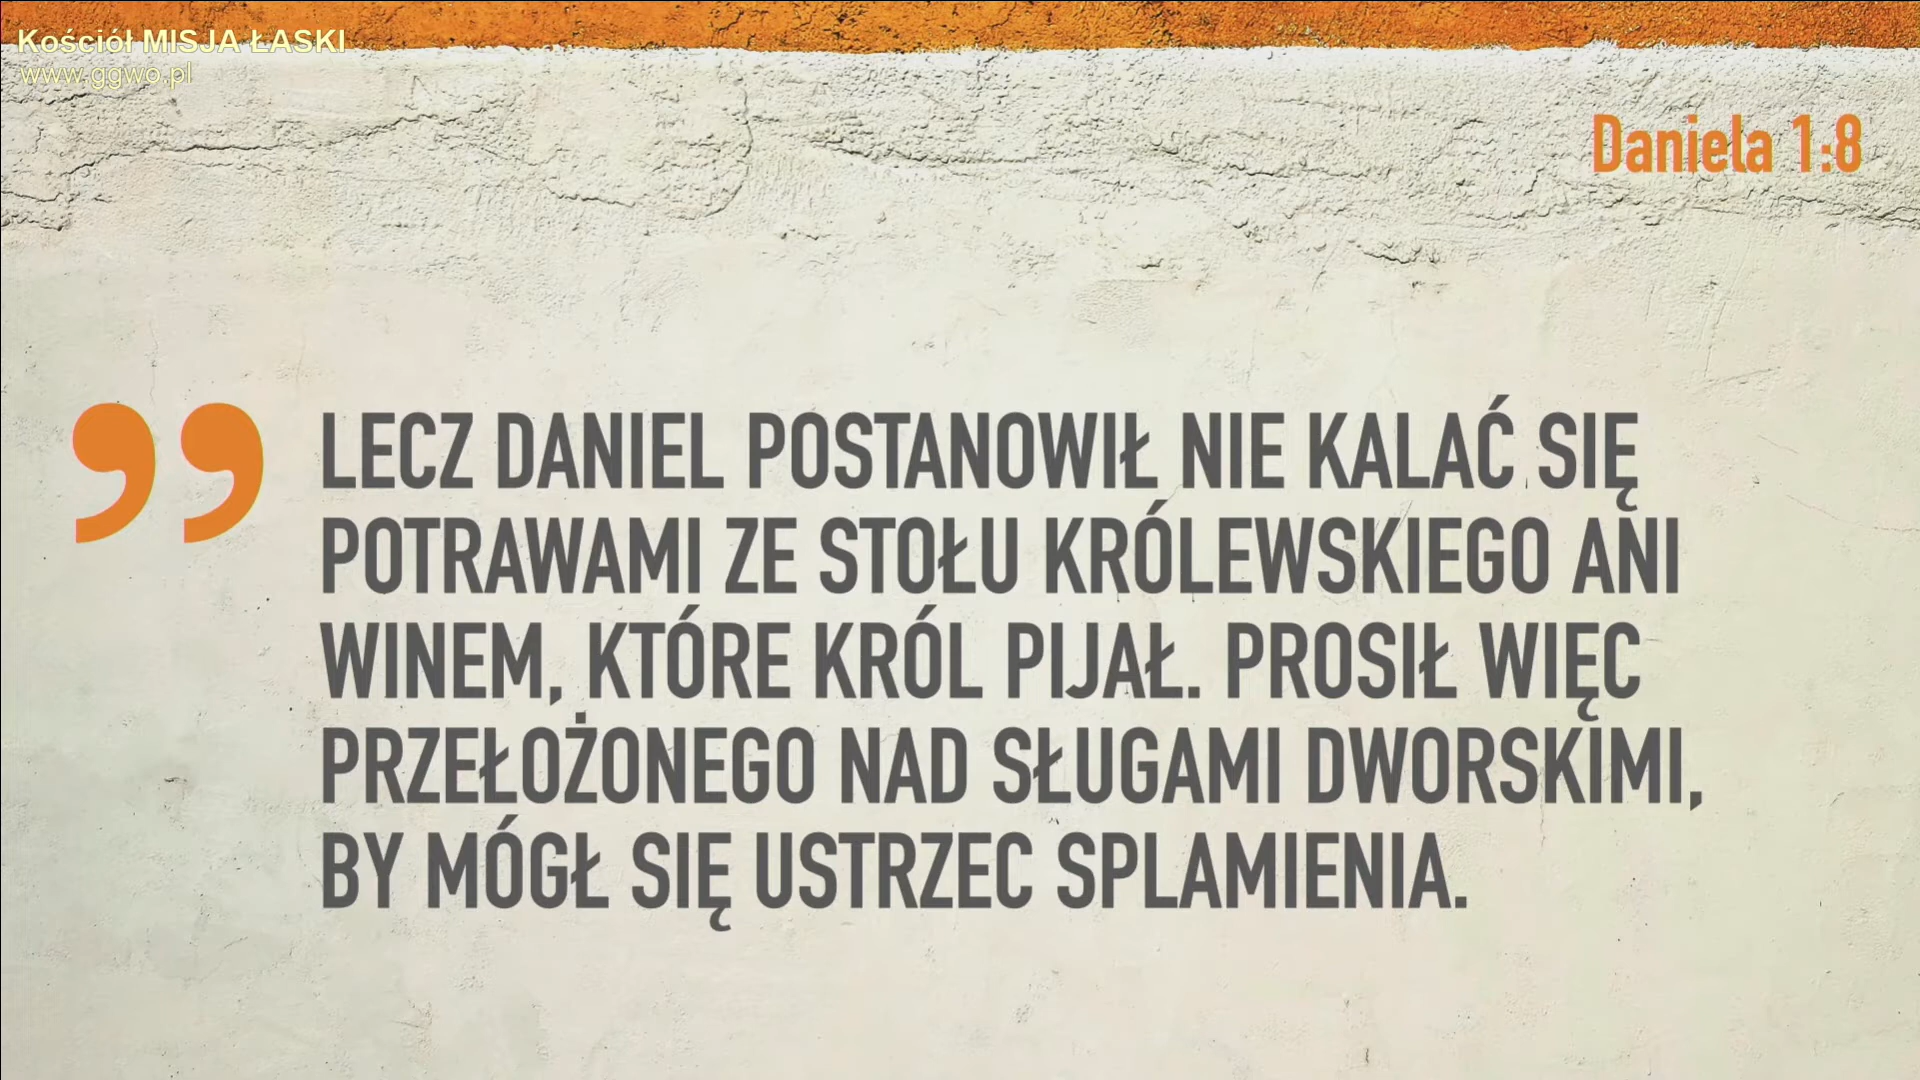 Kościół MISJA ŁASKI
www.ggwo.pl
Daniela 1:8
”
LECZ DANIEL POSTANOWIŁ NIE KALAĆ SIĘ
POTRAWAMI ZE STOŁU KRÓLEWSKIEGO ANI
WINEM, KTÓRE KRÓL PIJAŁ. PROSIŁ WIĘC
PRZEŁOŻONEGO NAD SŁUGAMI DWORSKIMI,
BY MÓGŁ SIĘ USTRZEC SPLAMIENIA.